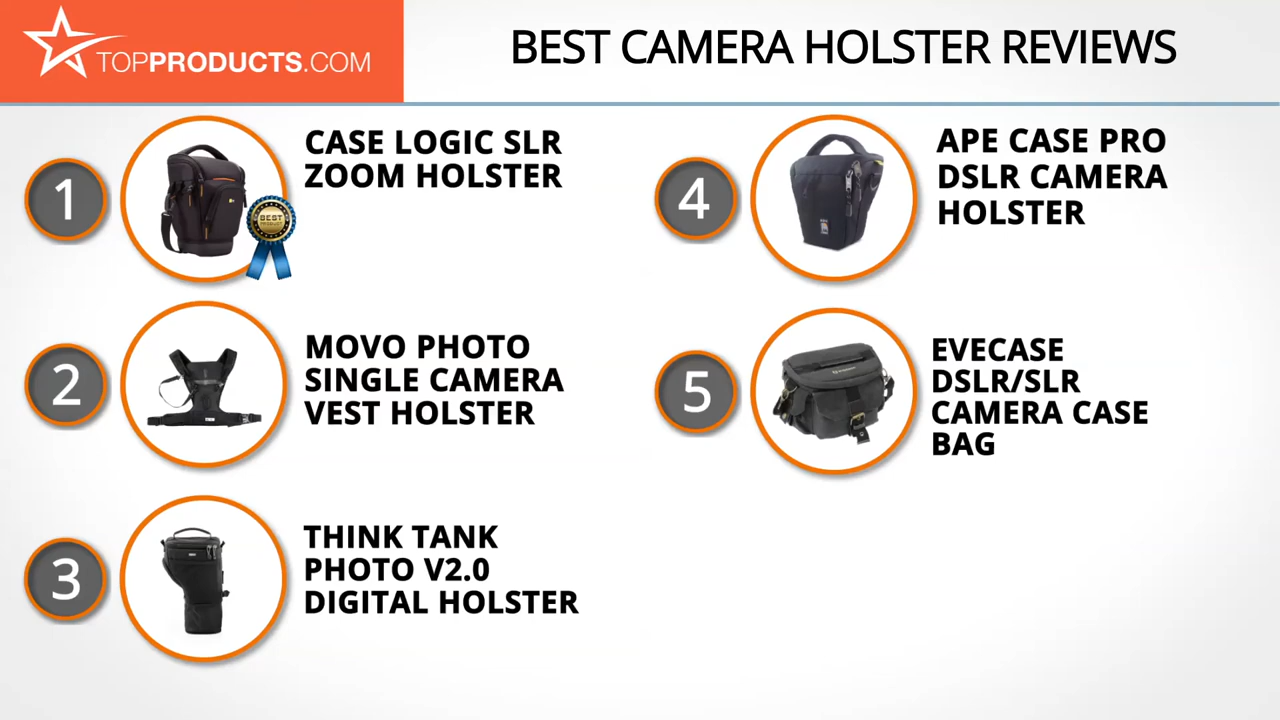 TOPPRODUCTS.COM
BEST CAMERA HOLSTER REVIEWS
1
CASE LOGIC SLR
ZOOM HOLSTER
BEST
2
MOVO PHOTO
SINGLE CAMERA
VEST HOLSTER
3
THINK TANK
PHOTO V2.0
DIGITAL HOLSTER
4
APE CASE PRO
DSLR CAMERA
HOLSTER
5
EVECASE
DSLR/SLR
CAMERA CASE
BAG